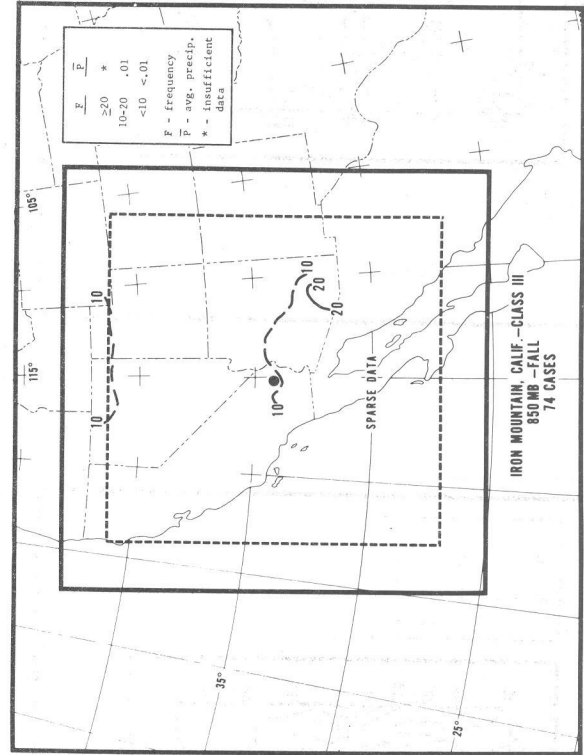 F P
≥20 *
10-20 .01
<10 <.01
F - frequency
P̅ - avg. precip.
* - insufficient
data
105°
115°
35°
25°
10
10
10
10
20
20
SPARSE DATA
IRON MOUNTAIN, CALIF.–CLASS III
850 MB – FALL
74 CASES